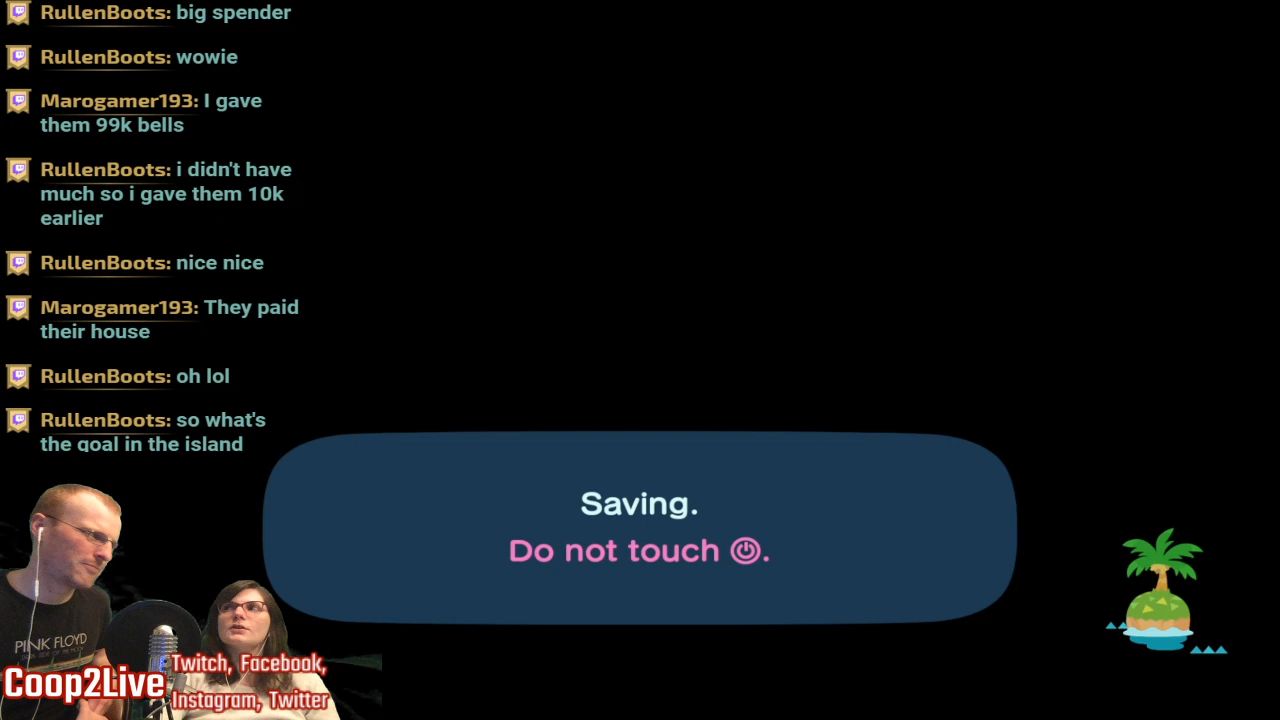 RullenBoots: big spender
RullenBoots: wowie
Marogamer193: I gave
them 99k bells
RullenBoots: i didn't have
much so i gave them 10k
earlier
RullenBoots: nice nice
Marogamer193: They paid
their house
RullenBoots: oh lol
RullenBoots: so what's
the goal in the island
Saving.
Do not touch .
PINK FLOYD
Coop2Live
Twitch, Facebook,
Instagram, Twitter